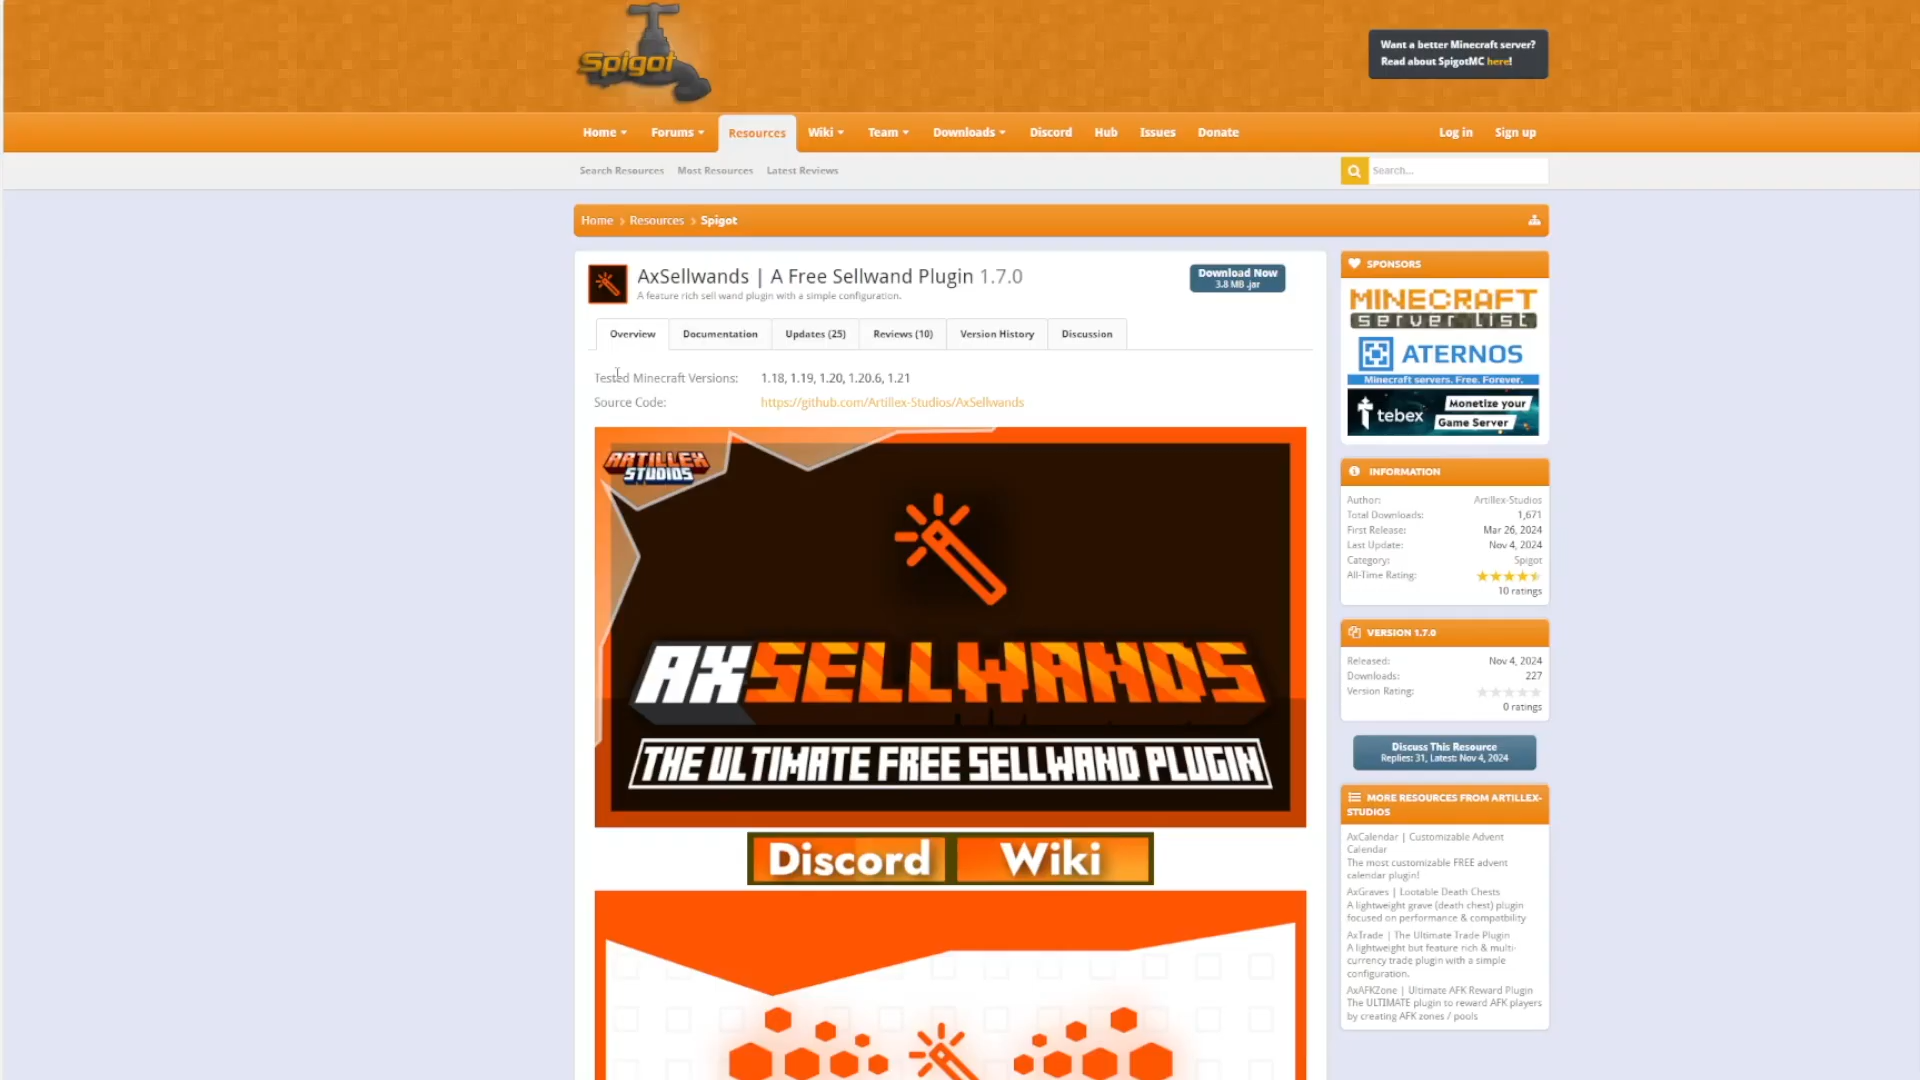 Spigot
Want a better Minecraft server?
Read about SpigotMC here!
Home Forums Resources Wiki Team Downloads Discord Hub Issues Donate Log in Sign up
Search Resources Most Resources Latest Reviews Search...
Home Resources Spigot
AxSellwands | A Free Sellwand Plugin 1.7.0
A feature rich sell wand plugin with a simple configuration.
Download Now
3.8 MB .jar
Overview Documentation Updates (25) Reviews (10) Version History Discussion
Tested Minecraft Versions: 1.18, 1.19, 1.20, 1.20.6, 1.21
Source Code: https://github.com/Artillex-Studios/AxSellwands
ARTILLEX
STUDIOS
AXSELLWANDS
THE ULTIMATE FREE SELLWAND PLUGIN
Discord Wiki
SPONSORS
MINECRAFT
server list
ATERNOS
Minecraft servers. Free. Forever.
tebex Monetize your
Game Server
INFORMATION
Author: Artillex-Studios
Total Downloads: 1,671
First Release: Mar 26, 2024
Last Update: Nov 4, 2024
Category: Spigot
All-Time Rating:
10 ratings
VERSION 1.7.0
Released: Nov 4, 2024
Downloads: 227
Version Rating:
0 ratings
Discuss This Resource
Replies: 31, Latest: Nov 4, 2024
MORE RESOURCES FROM ARTILLEX-
STUDIOS
AxCalendar | Customizable Advent
Calendar
The most customizable FREE advent
calendar plugin!
AxGraves | Lootable Death Chests
A lightweight grave (death chest) plugin
focused on performance & compatbility
AxTrade | The Ultimate Trade Plugin
A lightweight but feature rich & multi-
currency trade plugin with a simple
configuration.
AxAFKZone | Ultimate AFK Reward Plugin
The ULTIMATE plugin to reward AFK players
by creating AFK zones / pools